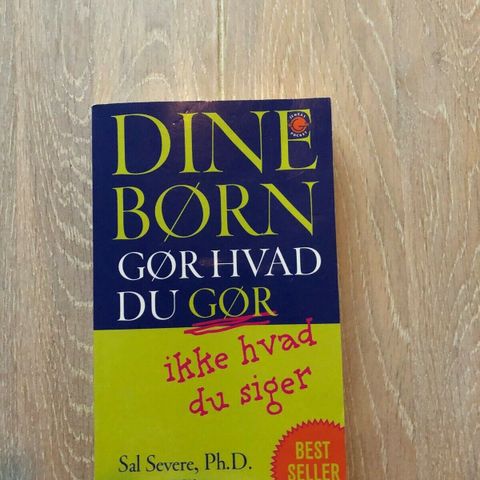 DINE
BØRN
GØR HVAD
DU GØR
ikke hvad
du siger
Sal Severe, Ph.D.
BEST
SELLER